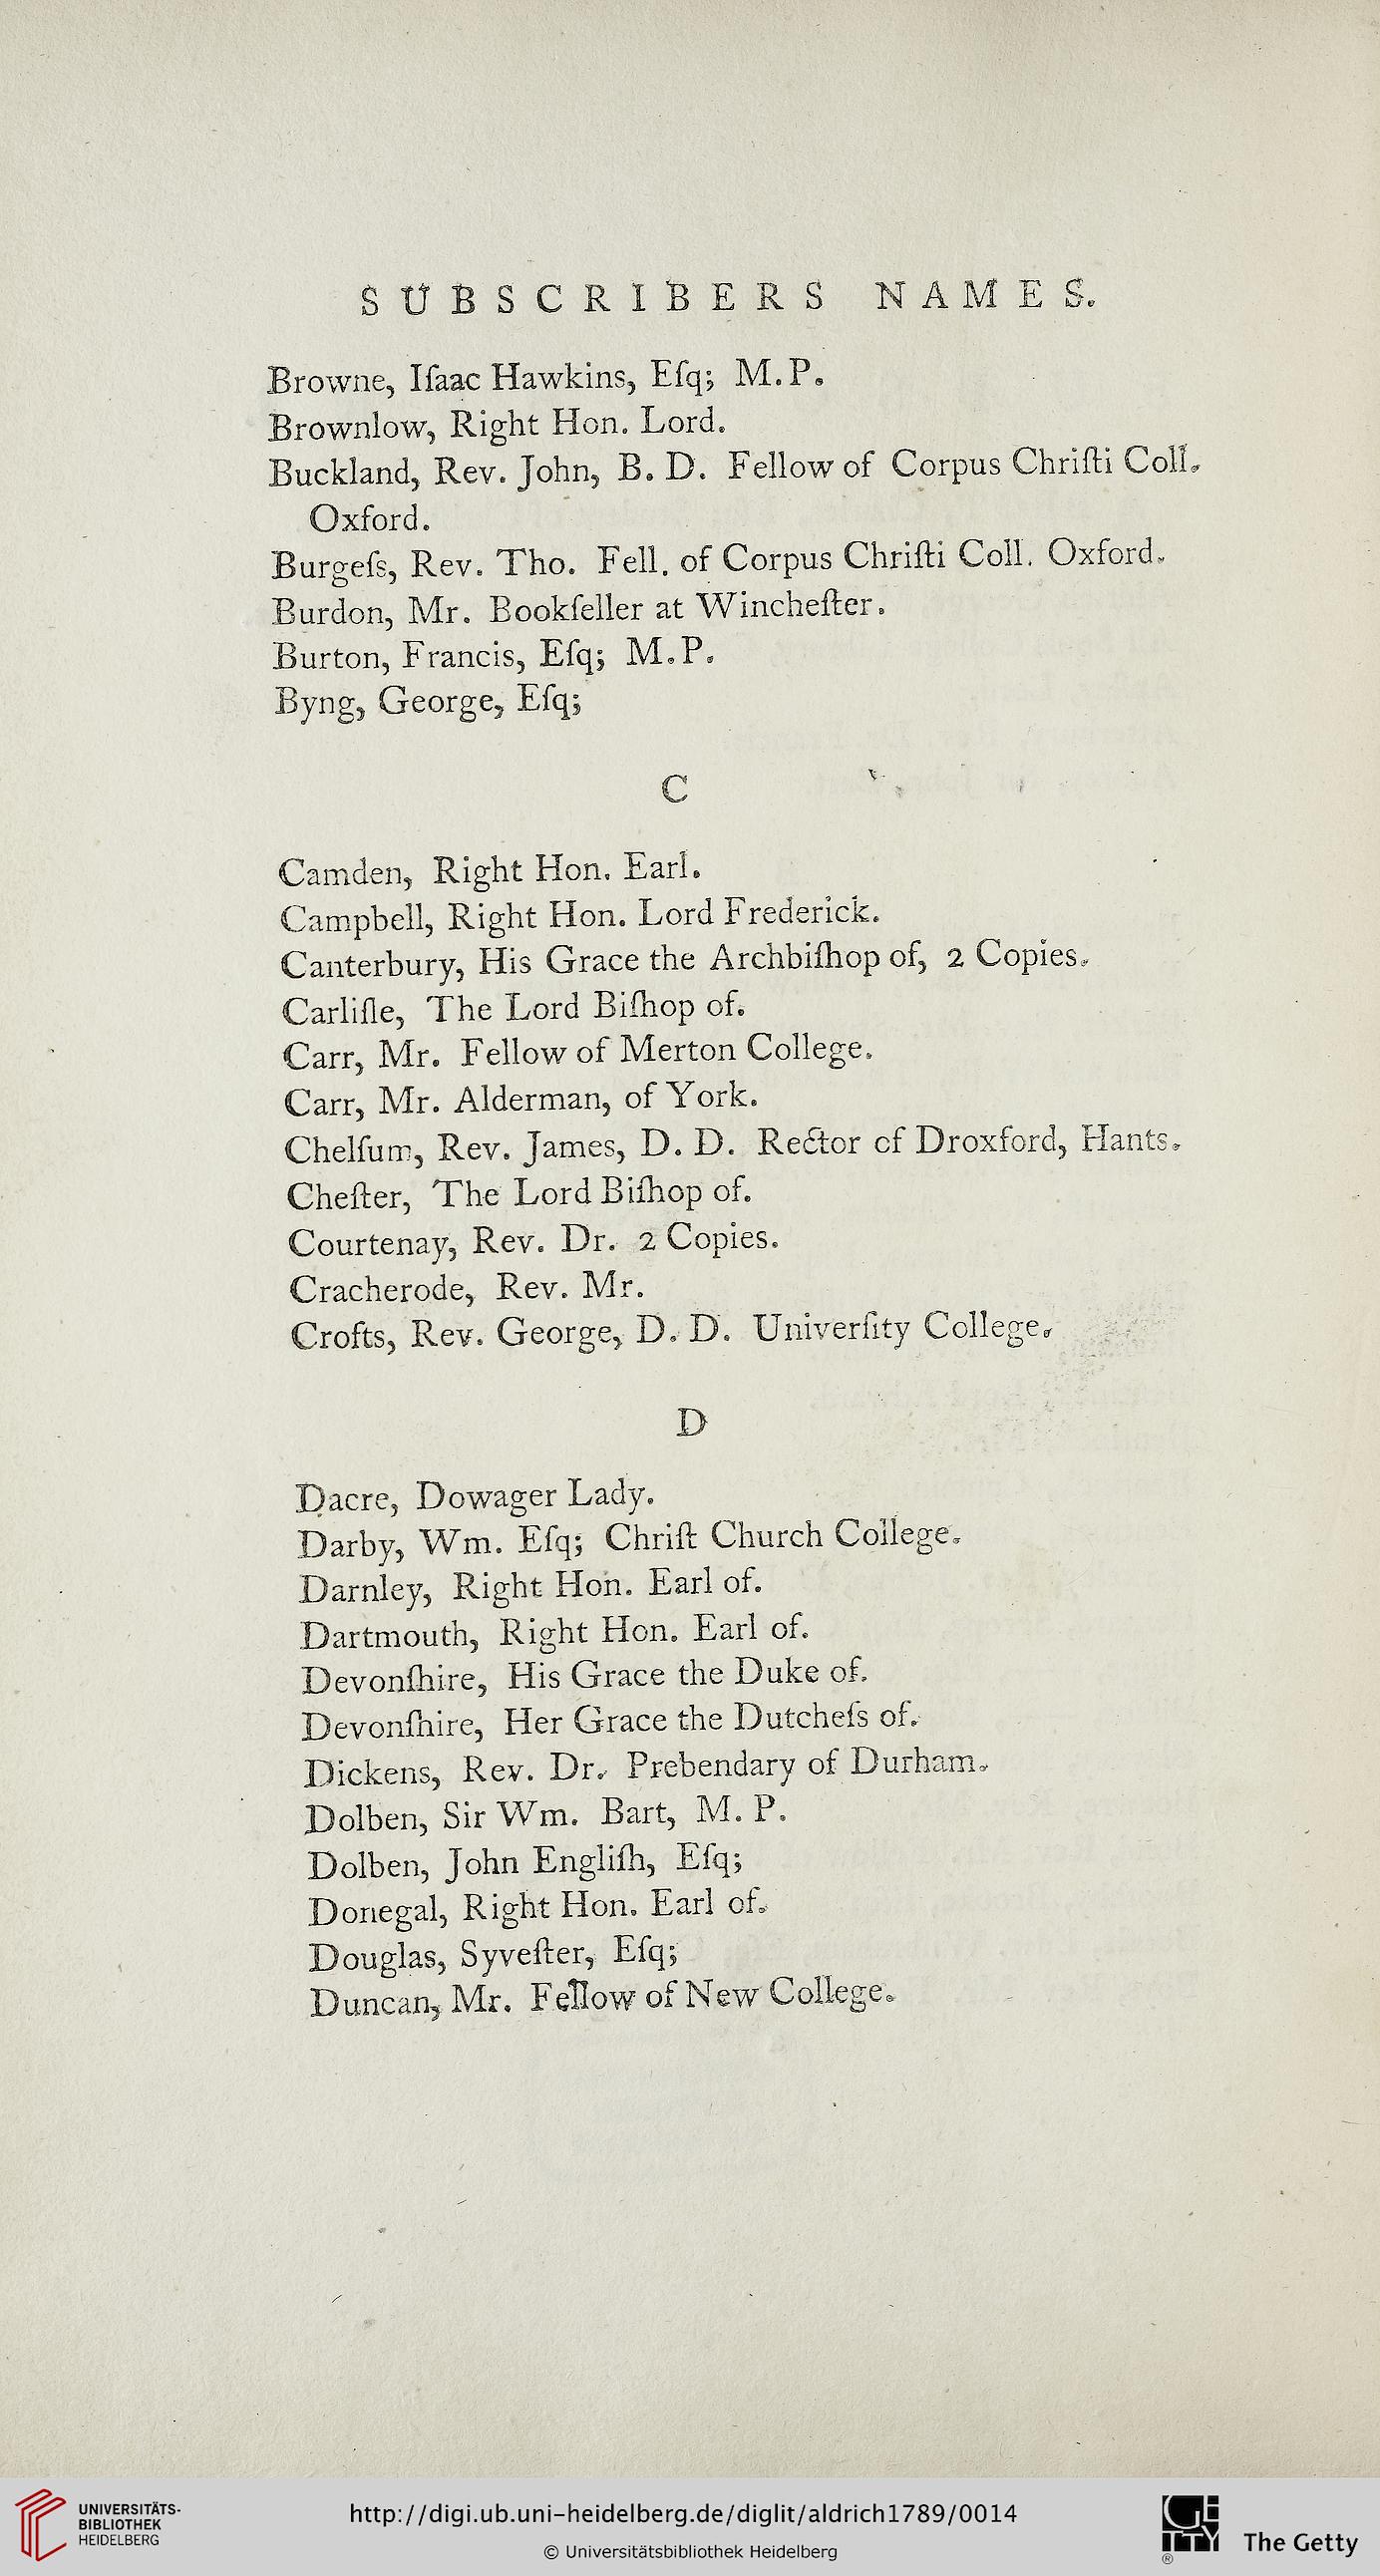 SUBSCRIBERS NAMES.
Browne, Iſaac Hawkins, Eſq; M.P.
Brownlow, Right Hon. Lord.
Buckland, Rev. John, B. D. Fellow of Corpus Chriſti Coll.
Oxford.
Burgeſs, Rev. Tho. Fell. of Corpus Chriſti Coll. Oxford.
Burdon, Mr. Bookſeller at Wincheſter.
Burton, Francis, Eſq; M.P.
Byng, George, Eſq;
C
Camden, Right Hon. Earl.
Campbell, Right Hon. Lord Frederick.
Canterbury, His Grace the Archbiſhop of, 2 Copies.
Carliſle, The Lord Biſhop of.
Carr, Mr. Fellow of Merton College.
Carr, Mr. Alderman, of York.
Chelſum, Rev. James, D. D. Rector of Droxford, Hants.
Cheſter, The Lord Biſhop of.
Courtenay, Rev. Dr. 2 Copies.
Cracherode, Rev. Mr.
Crofts, Rev. George, D. D. Univerſity College.
D
Dacre, Dowager Lady.
Darby, Wm. Eſq; Chriſt Church College.
Darnley, Right Hon. Earl of.
Dartmouth, Right Hon. Earl of.
Devonſhire, His Grace the Duke of.
Devonſhire, Her Grace the Dutcheſs of.
Dickens, Rev. Dr. Prebendary of Durham.
Dolben, Sir Wm. Bart, M. P.
Dolben, John Engliſh, Eſq;
Donegal, Right Hon. Earl of.
Douglas, Syveſter, Eſq;
Duncan, Mr. Fellow of New College.
UNIVERSITÄTS-
BIBLIOTHEK
HEIDELBERG
http://digi.ub.uni-heidelberg.de/diglit/aldrich1789/0014
© Universitätsbibliothek Heidelberg
GETTY
®
The Getty